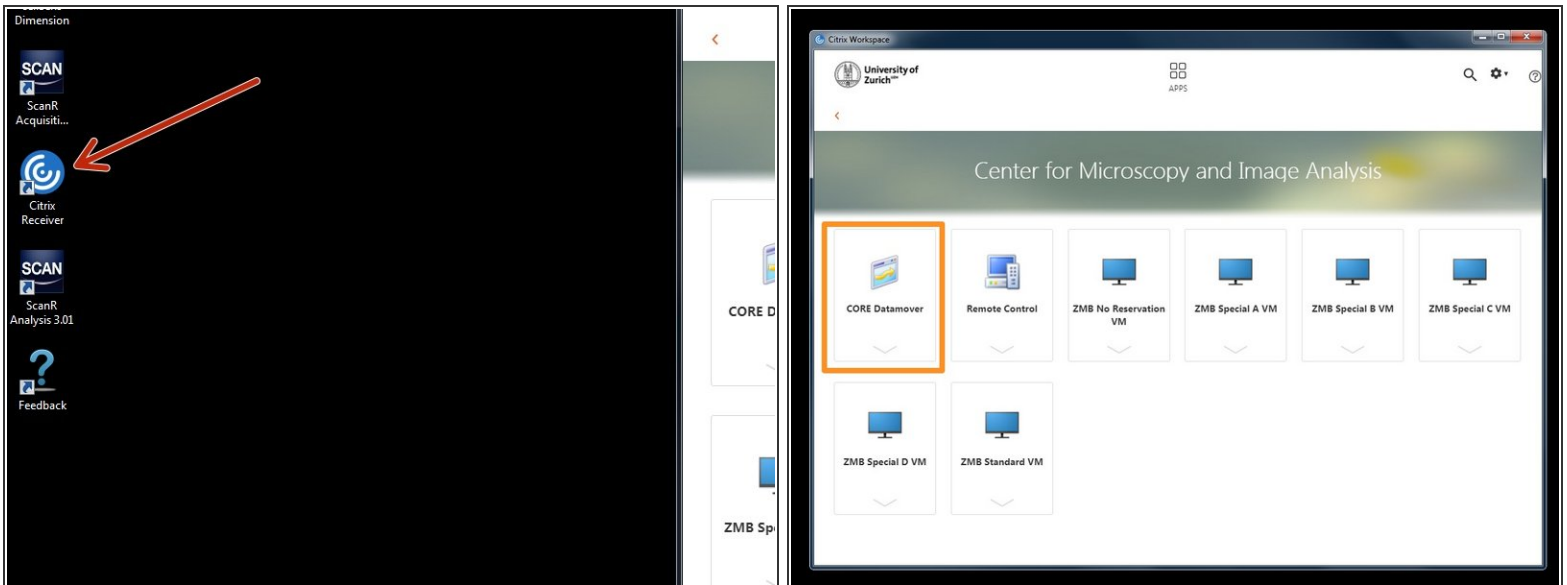 Dimension
SCAN
ScanR
Acquisiti...
Citrix
Receiver
SCAN
ScanR
Analysis 3.01
Feedback
CORE D
ZMB Sp
Citrix Workspace
University of
Zurich
APPS
Center for Microscopy and Image Analysis
CORE Datamover
Remote Control
ZMB No Reservation
VM
ZMB Special A VM
ZMB Special B VM
ZMB Special C VM
ZMB Special D VM
ZMB Standard VM